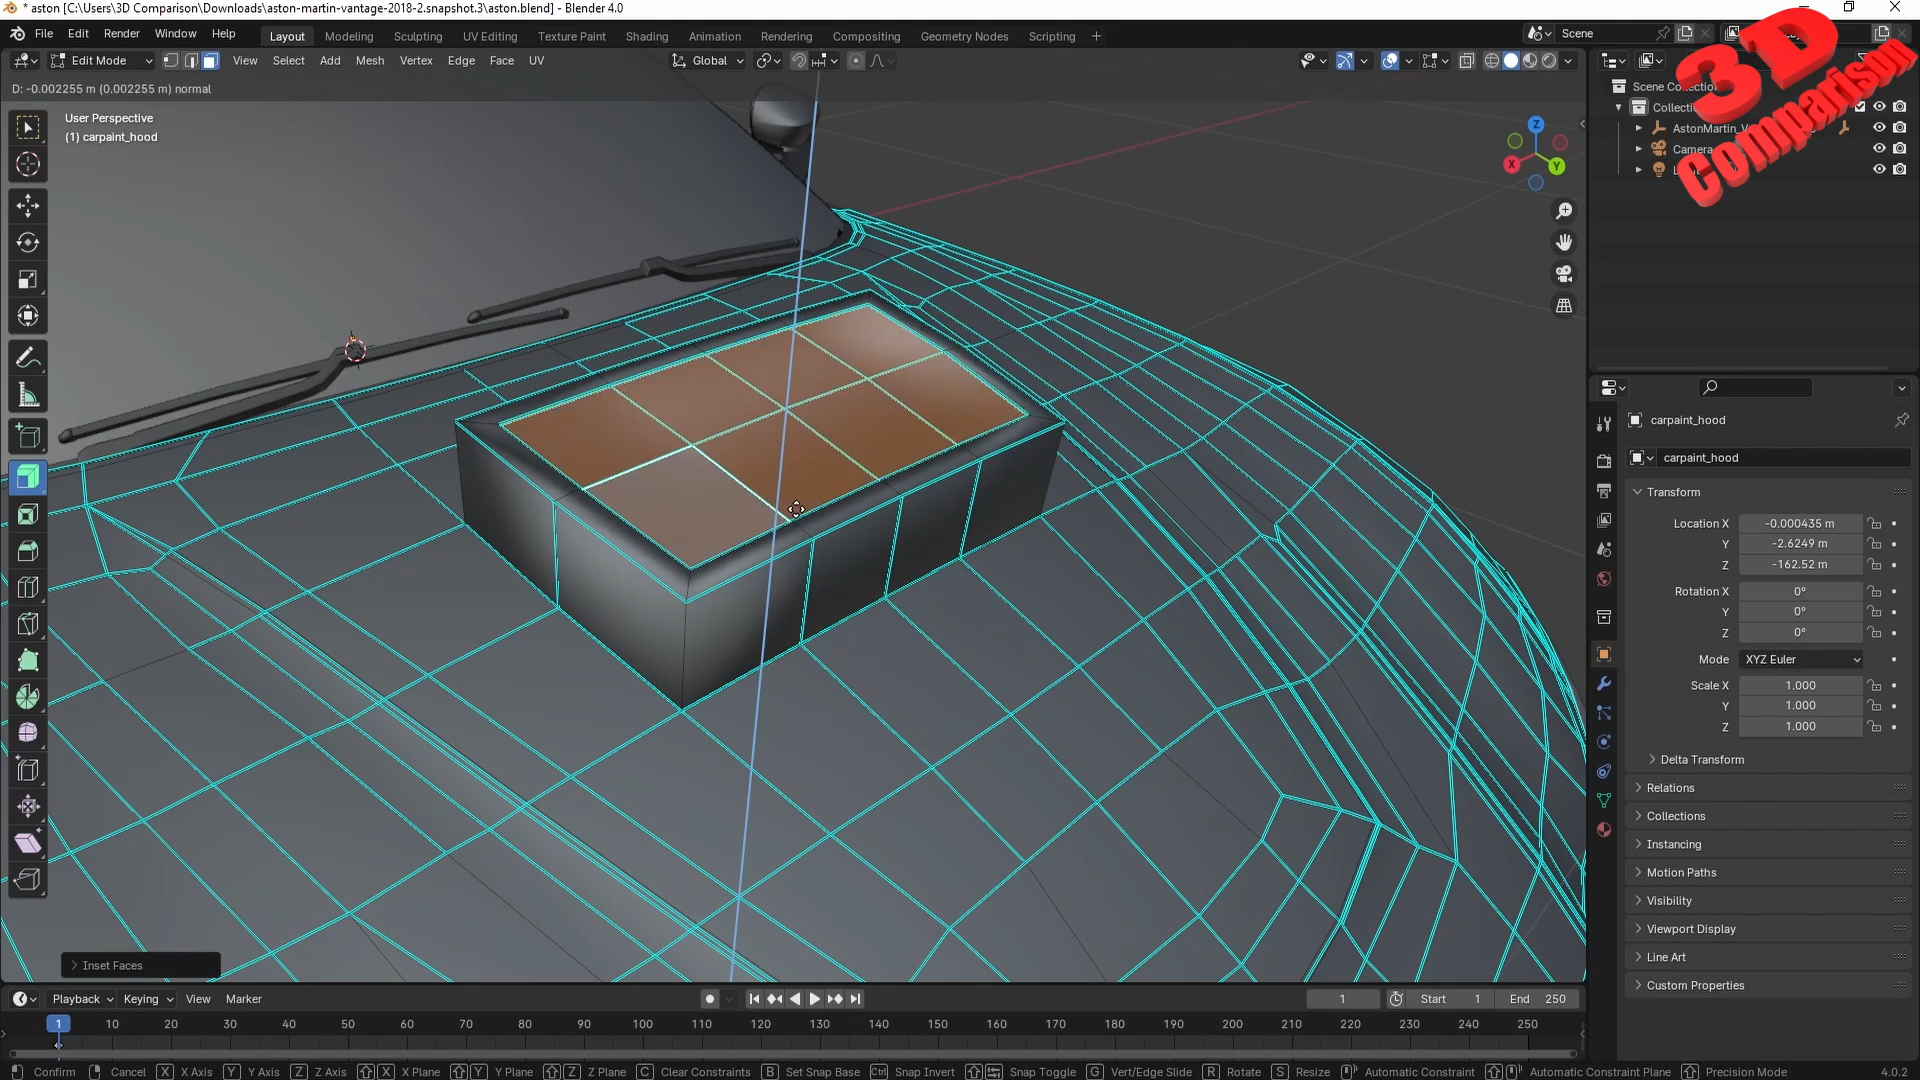 * aston [C:\Users\3D Comparison\Downloads\aston-martin-vantage-2018-2.snapshot.3\aston.blend] - Blender 4.0
File Edit Render Window Help Layout Modeling Sculpting UV Editing Texture Paint Shading Animation Rendering Compositing Geometry Nodes Scripting +
Scene
Edit Mode View Select Add Mesh Vertex Edge Face UV Global
D: -0.002255 m (0.002255 m) normal
User Perspective
(1) carpaint_hood
Z
X
Y
3D
Comparison
Scene Collection
AstonMartin_V
Camera
carpaint_hood
carpaint_hood
Transform
Location X -0.000435 m
Y -2.6249 m
Z -162.52 m
Rotation X 0°
Y 0°
Z 0°
Mode XYZ Euler
Scale X 1.000
Y 1.000
Z 1.000
Delta Transform
Relations
Collections
Instancing
Motion Paths
Visibility
Viewport Display
Line Art
Custom Properties
Inset Faces
Playback Keying View Marker 1 Start 1 End 250
1 10 20 30 40 50 60 70 80 90 100 110 120 130 140 150 160 170 180 190 200 210 220 230 240 250
Confirm Cancel X X Axis Y Y Axis Z Z Axis X X Plane Y Y Plane Z Z Plane C Clear Constraints B Set Snap Base Ctrl Snap Invert Snap Toggle G Vert/Edge Slide R Rotate S Resize Automatic Constraint Automatic Constraint Plane Precision Mode 4.0.2